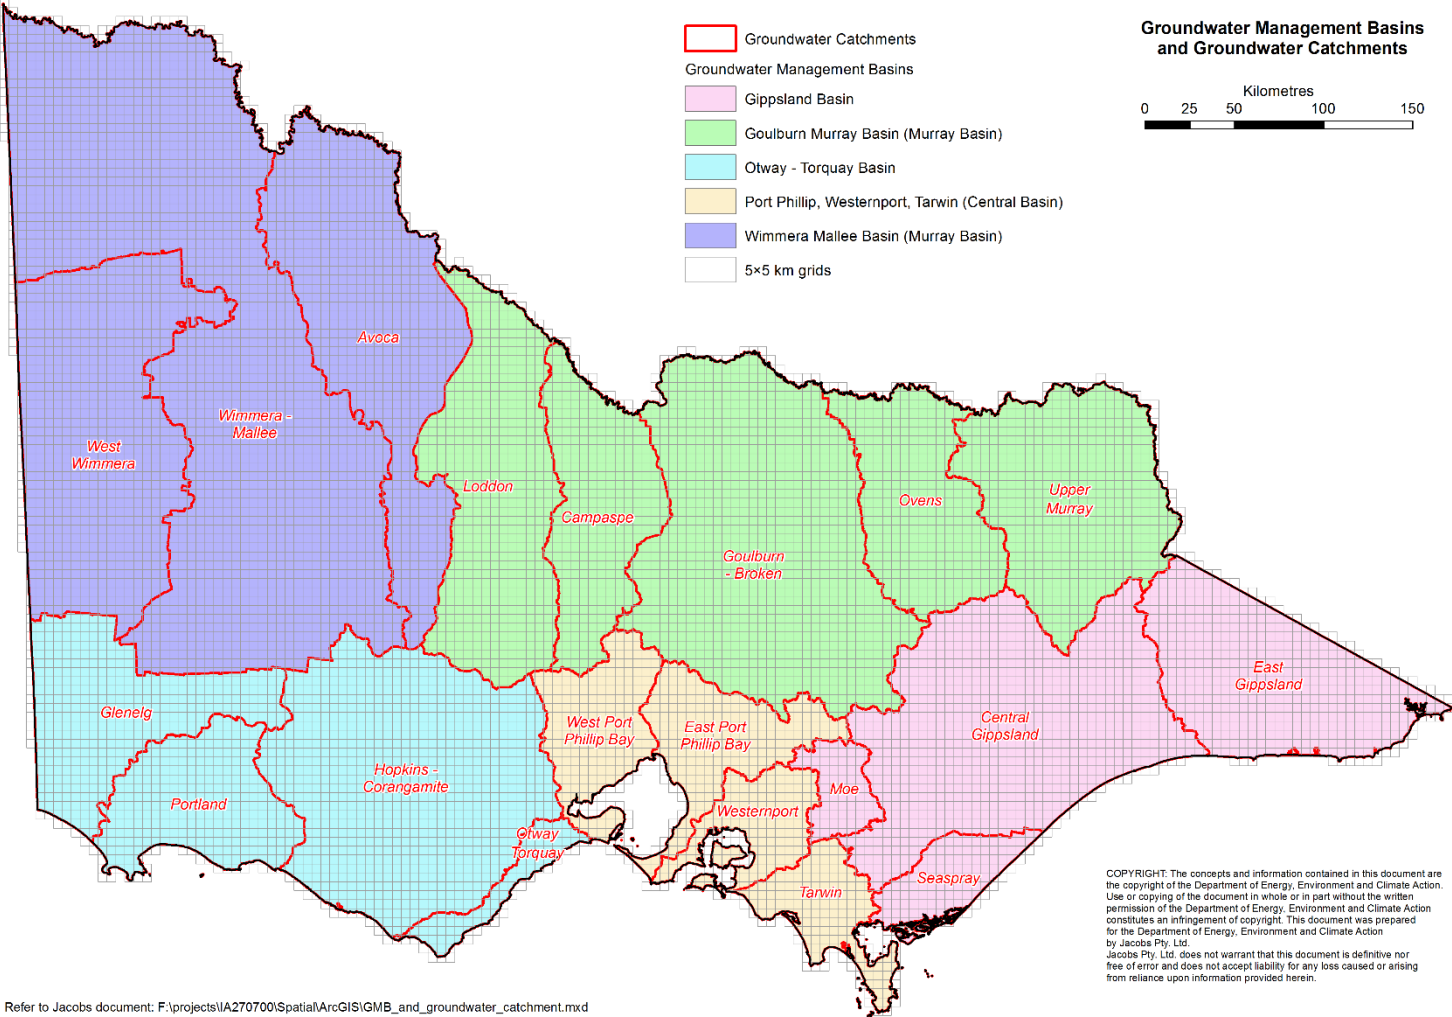 Groundwater Management Basins
and Groundwater Catchments
Kilometres
0 25 50 100 150
Groundwater Catchments
Groundwater Management Basins
Gippsland Basin
Goulburn Murray Basin (Murray Basin)
Otway - Torquay Basin
Port Phillip, Westernport, Tarwin (Central Basin)
Wimmera Mallee Basin (Murray Basin)
5×5 km grids
Avoca
Wimmera -
Mallee
West
Wimmera
Loddon
Campaspe
Goulburn
- Broken
Ovens
Upper
Murray
East
Gippsland
Central
Gippsland
Glenelg
Portland
Hopkins -
Corangamite
Otway
Torquay
West Port
Phillip Bay
East Port
Phillip Bay
Westernport
Moe
Tarwin
Seaspray
COPYRIGHT: The concepts and information contained in this document are
the copyright of the Department of Energy, Environment and Climate Action.
Use or copying of the document in whole or in part without the written
permission of the Department of Energy, Environment and Climate Action
constitutes an infringement of copyright. This document was prepared
for the Department of Energy, Environment and Climate Action
by Jacobs Pty. Ltd.
Jacobs Pty. Ltd. does not warrant that this document is definitive nor
free of error and does not accept liability for any loss caused or arising
from reliance upon information provided herein.
Refer to Jacobs document: F:\projects\IA270700\Spatial\ArcGIS\GMB_and_groundwater_catchment.mxd